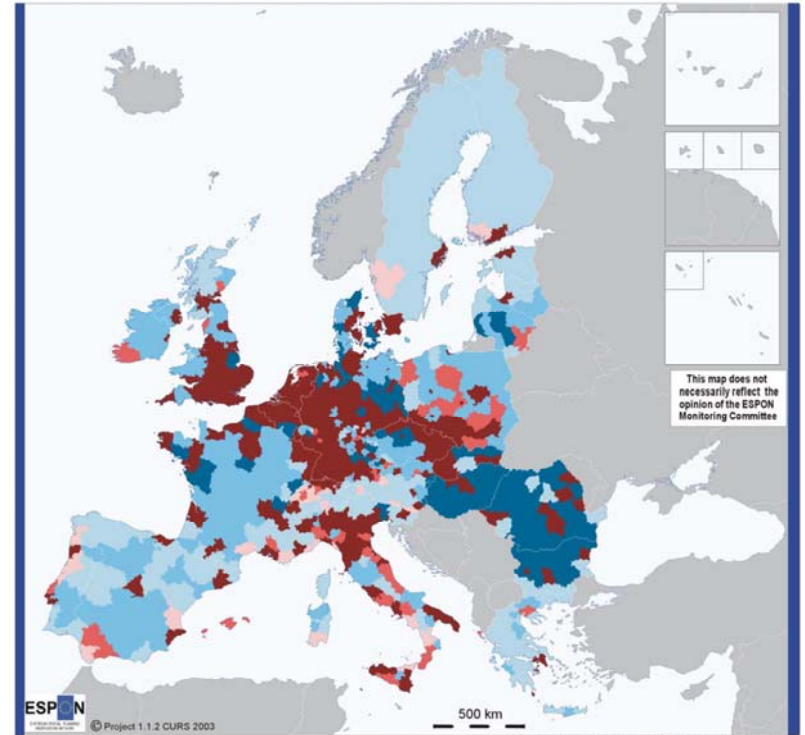 This map does not
necessarily reflect the
opinion of the ESPON
Monitoring Committee
ESPON
© Project 1.1.2 CURS 2003
500 km